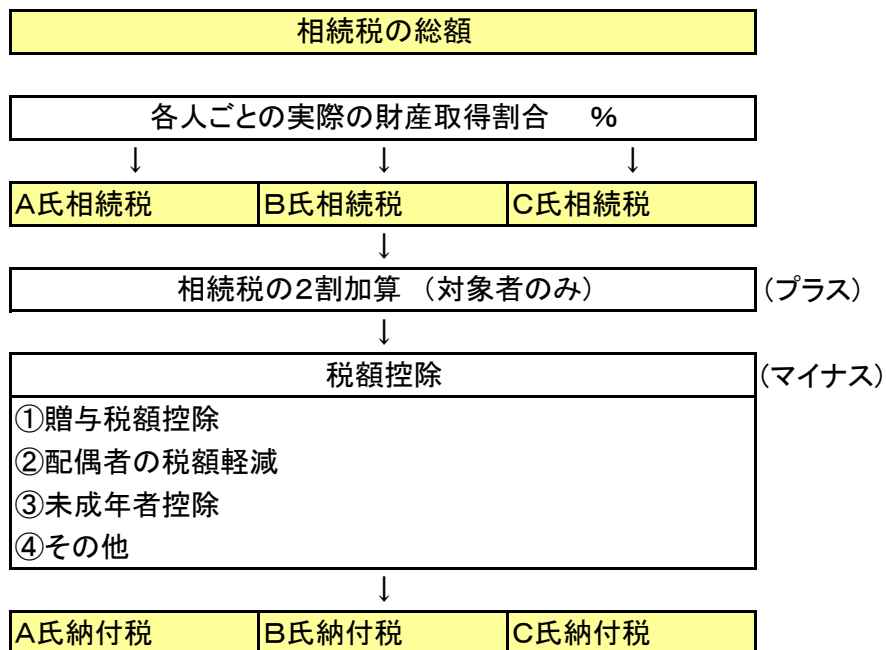 相続税の総額
各人ごとの実際の財産取得割合　％
↓ ↓ ↓
A氏相続税 B氏相続税 C氏相続税
↓
相続税の２割加算 （対象者のみ） (プラス)
↓
税額控除 (マイナス)
①贈与税額控除
②配偶者の税額軽減
③未成年者控除
④その他
↓
A氏納付税 B氏納付税 C氏納付税